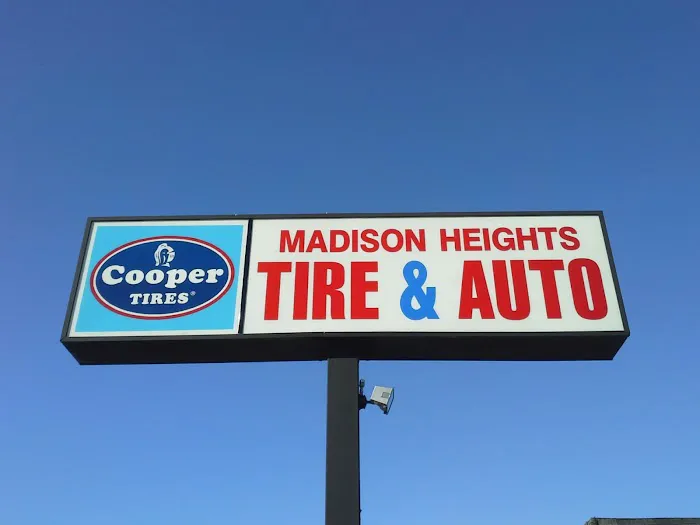 Cooper
TIRES®
MADISON HEIGHTS
TIRE & AUTO